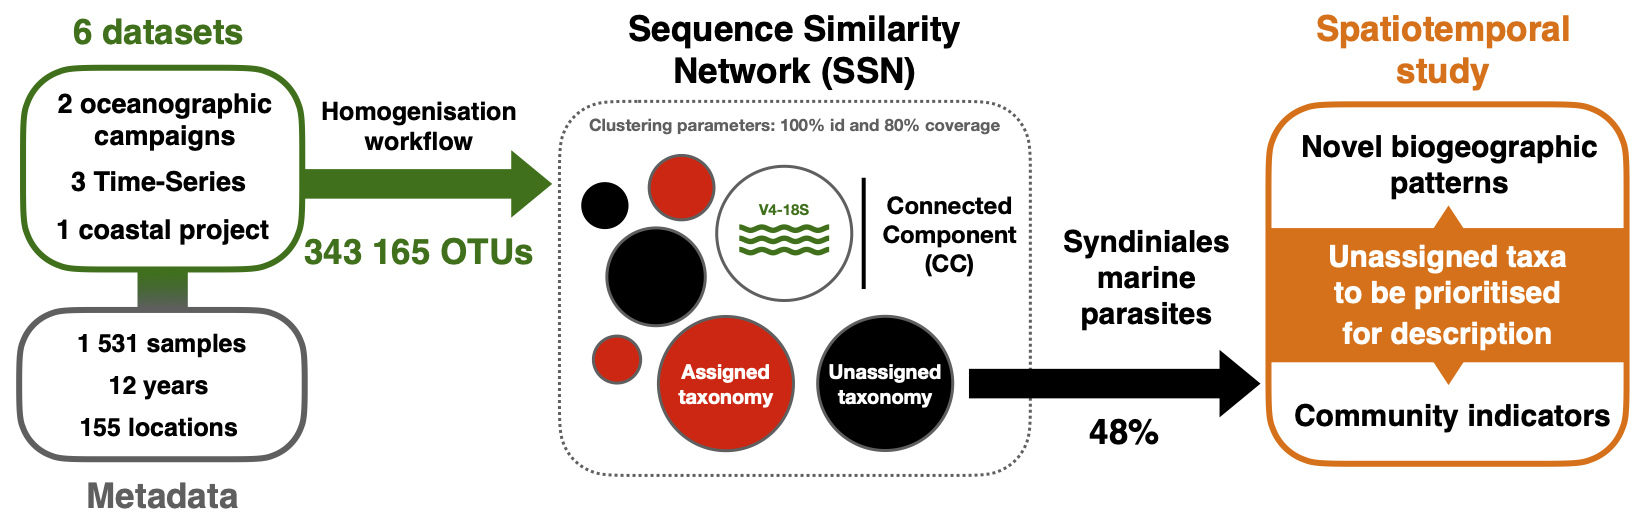 6 datasets
2 oceanographic
campaigns
3 Time-Series
1 coastal project
1 531 samples
12 years
155 locations
Metadata
Homogenisation
workflow
343 165 OTUs
Sequence Similarity
Network (SSN)
Clustering parameters: 100% id and 80% coverage
V4-18S
Connected
Component
(CC)
Assigned
taxonomy
Unassigned
taxonomy
Syndiniales
marine
parasites
48%
Spatiotemporal
study
Novel biogeographic
patterns
Unassigned taxa
to be prioritised
for description
Community indicators